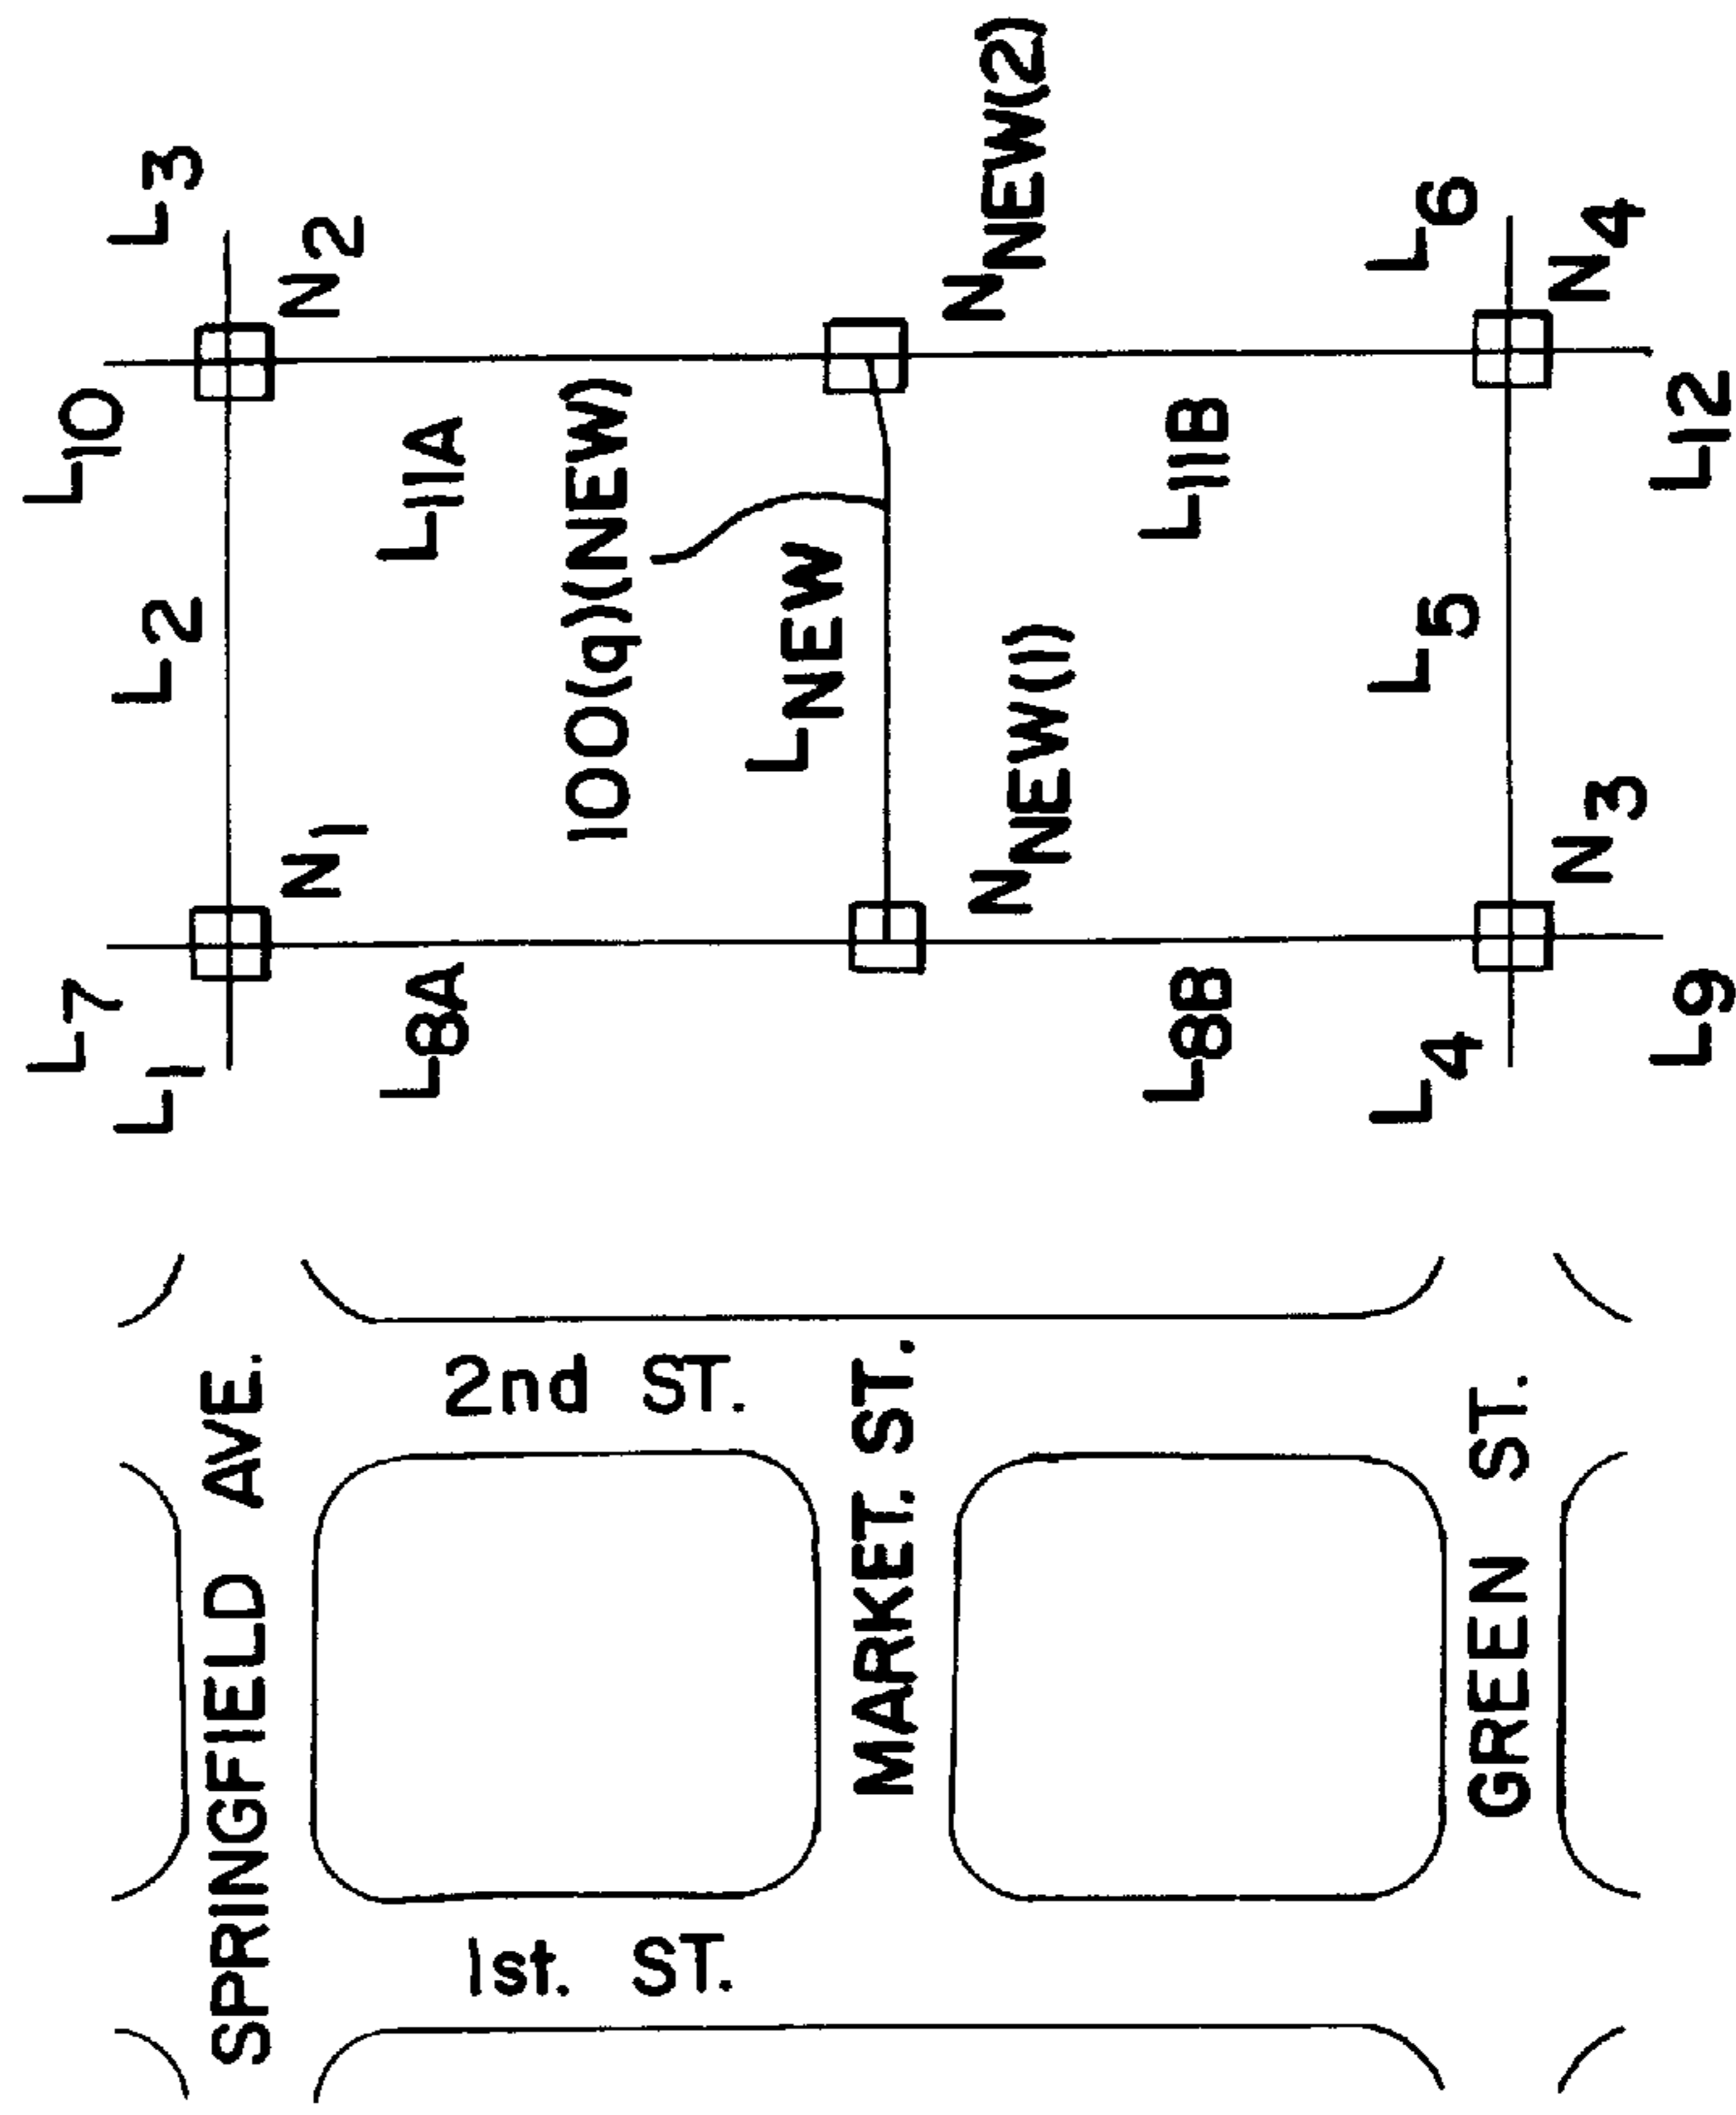 L7
L10
L1
L2
L3
N1
N2
L8A
L11A
100(q)(NEW)
LNEW
NNEW(1)
NNEW(2)
L8B
L11B
L4
L5
L6
N3
N4
L9
L12
SPRINGFIELD AVE.
1st. ST.
2nd ST.
MARKET. ST.
GREEN ST.